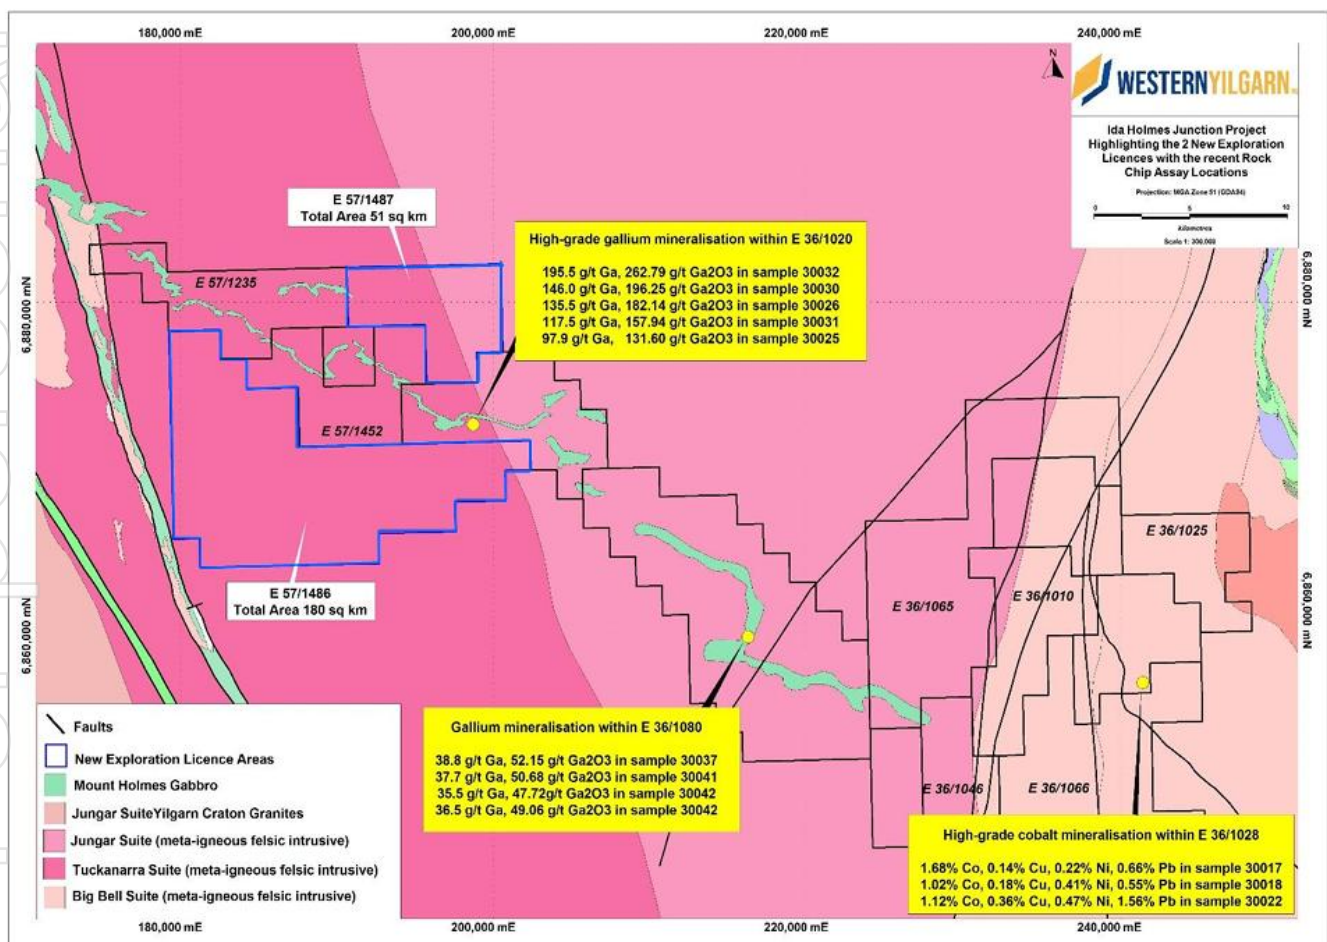 180,000 mE
200,000 mE
220,000 mE
240,000 mE
N
WESTERNYILGARN
Ida Holmes Junction Project
Highlighting the 2 New Exploration
Licences with the recent Rock
Chip Assay Locations
Projection: MGA Zone 51 (GDA94)
0 5 10
Kilometres
Scale 1: 300,000
E 57/1487
Total Area 51 sq km
High-grade gallium mineralisation within E 36/1020
195.5 g/t Ga, 262.79 g/t Ga2O3 in sample 30032
146.0 g/t Ga, 196.25 g/t Ga2O3 in sample 30030
135.5 g/t Ga, 182.14 g/t Ga2O3 in sample 30026
117.5 g/t Ga, 157.94 g/t Ga2O3 in sample 30031
97.9 g/t Ga, 131.60 g/t Ga2O3 in sample 30025
6,880,000 mN
6,880,000 mN
E 57/1235
E 57/1452
E 36/1025
E 36/1065
E 36/1010
E 57/1486
Total Area 180 sq km
6,860,000 mN
6,860,000 mN
Gallium mineralisation within E 36/1080
38.8 g/t Ga, 52.15 g/t Ga2O3 in sample 30037
37.7 g/t Ga, 50.68 g/t Ga2O3 in sample 30041
35.5 g/t Ga, 47.72g/t Ga2O3 in sample 30042
36.5 g/t Ga, 49.06 g/t Ga2O3 in sample 30042
E 36/1046
E 36/1066
High-grade cobalt mineralisation within E 36/1028
1.68% Co, 0.14% Cu, 0.22% Ni, 0.66% Pb in sample 30017
1.02% Co, 0.18% Cu, 0.41% Ni, 0.55% Pb in sample 30018
1.12% Co, 0.36% Cu, 0.47% Ni, 1.56% Pb in sample 30022
Faults
New Exploration Licence Areas
Mount Holmes Gabbro
Jungar SuiteYilgarn Craton Granites
Jungar Suite (meta-igneous felsic intrusive)
Tuckanarra Suite (meta-igneous felsic intrusive)
Big Bell Suite (meta-igneous felsic intrusive)
180,000 mE
200,000 mE
220,000 mE
240,000 mE